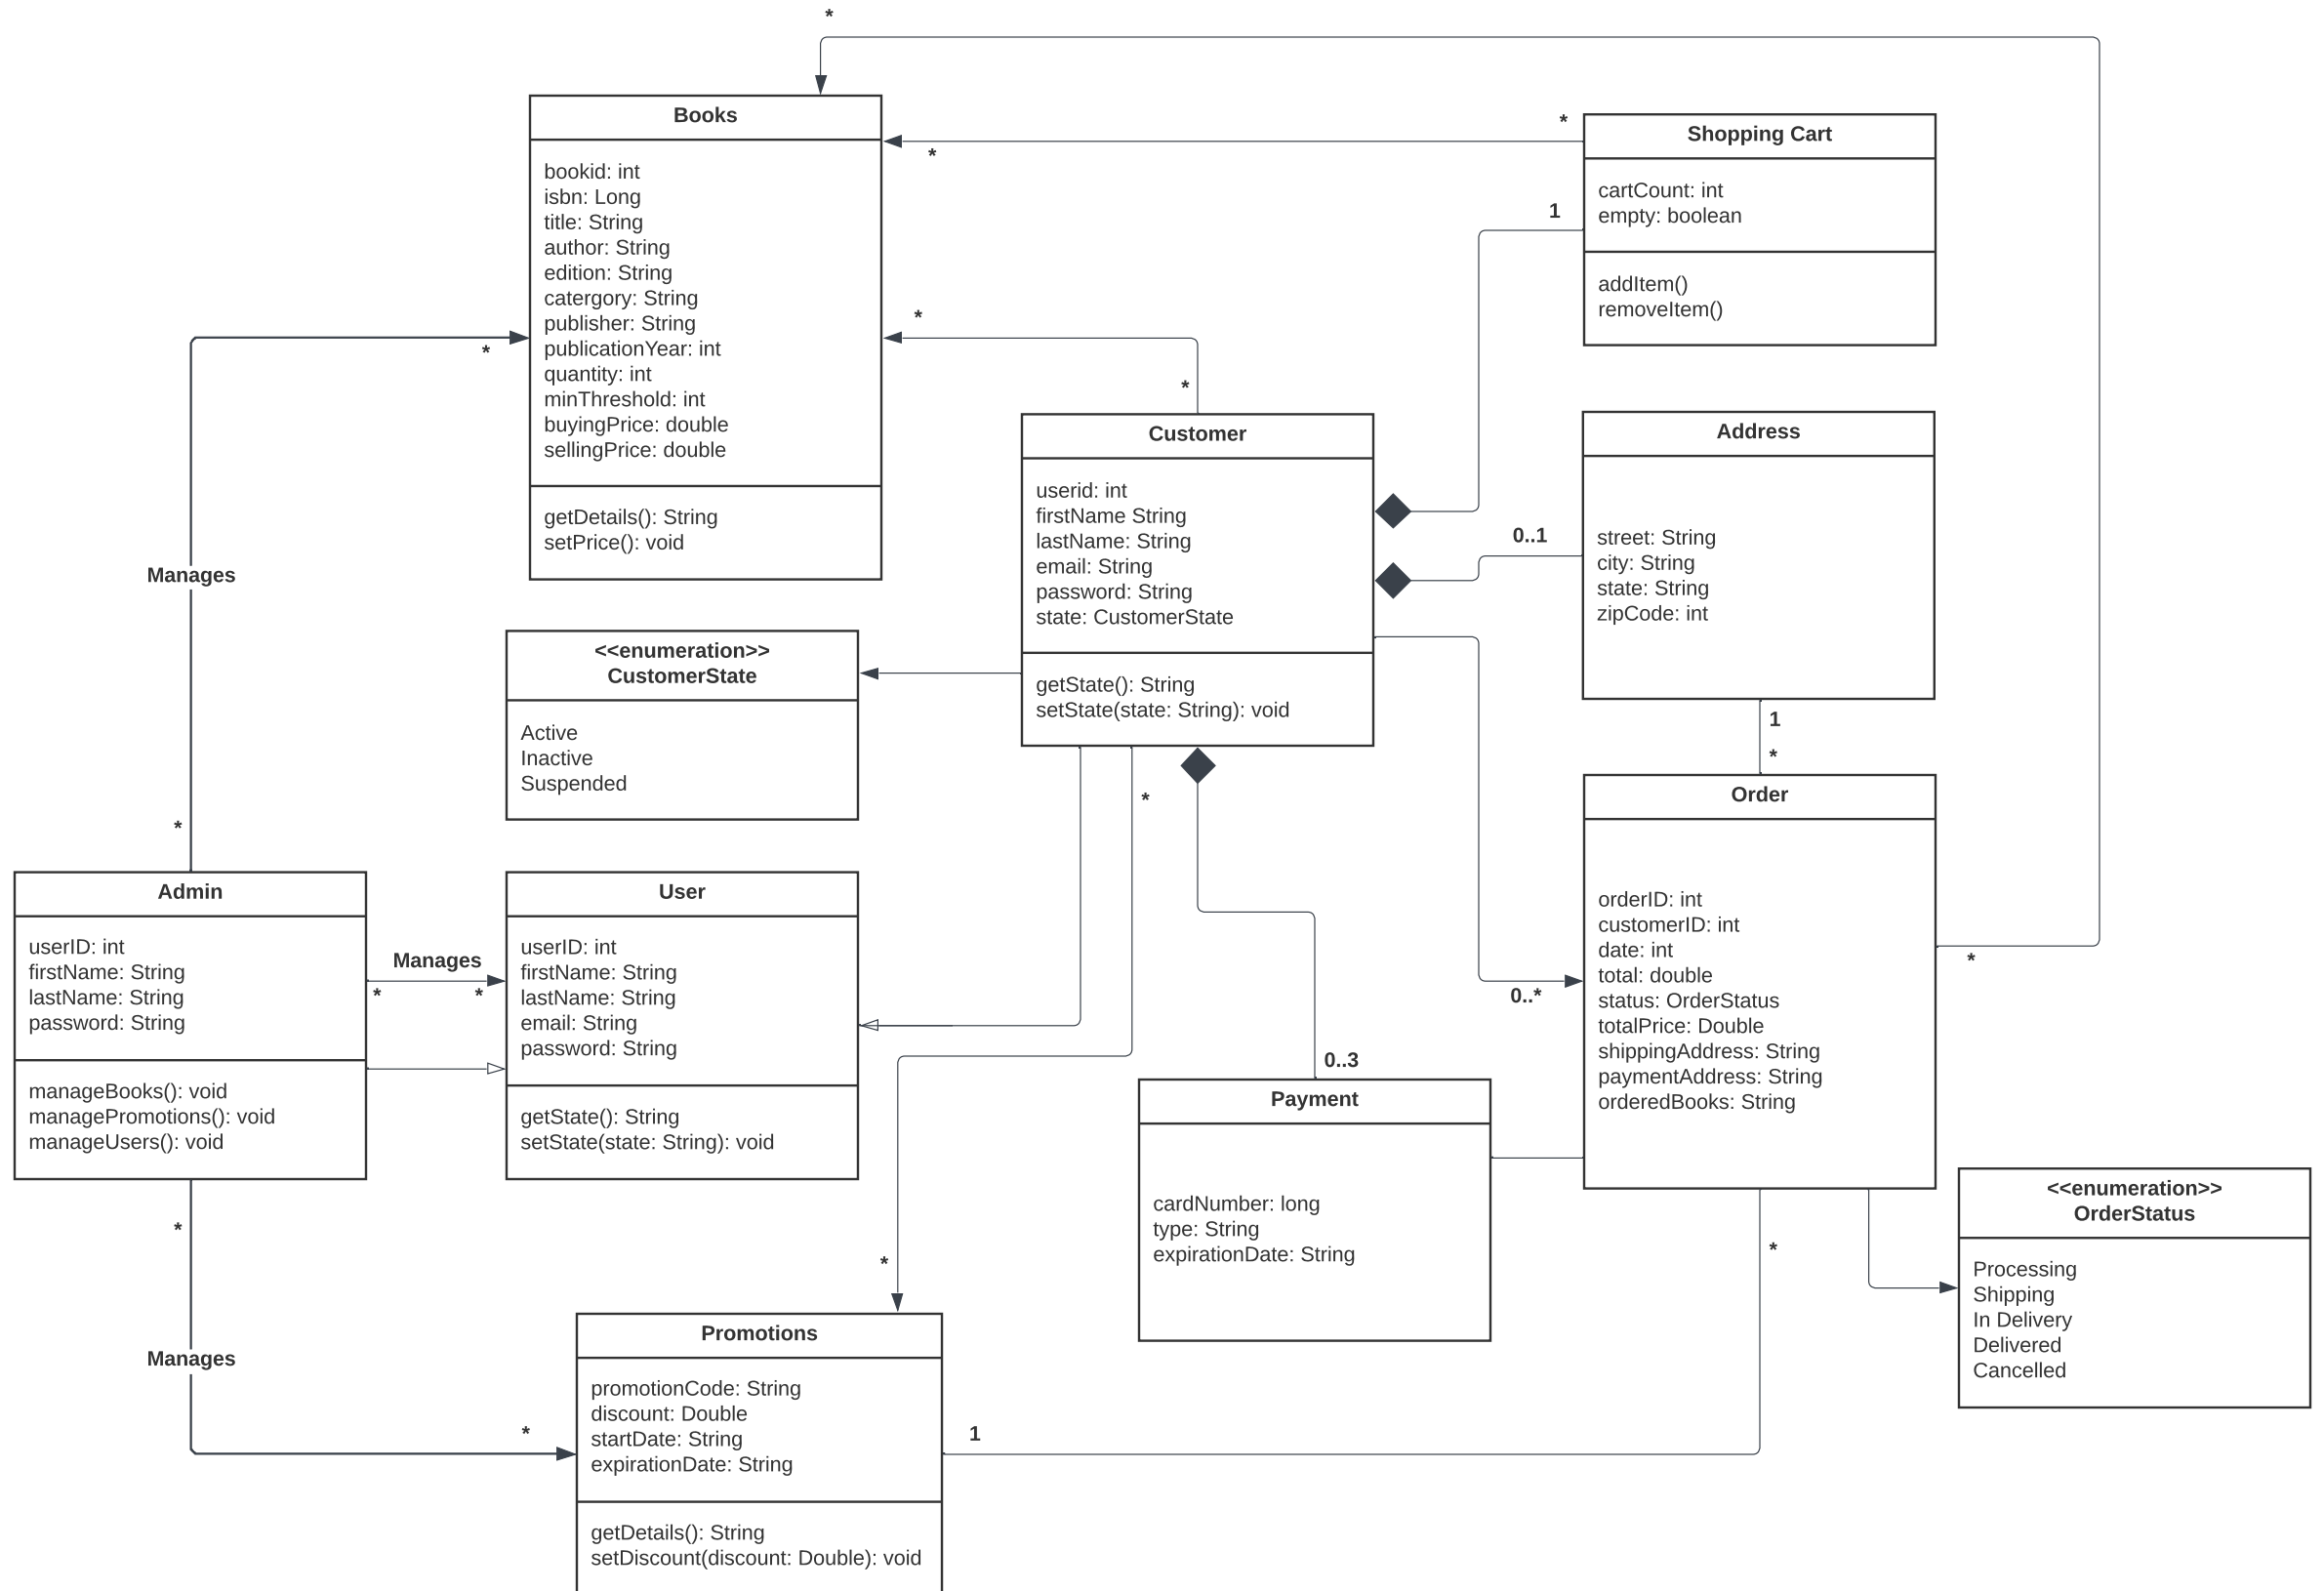 *
Books
bookid: int
isbn: Long
title: String
author: String
edition: String
catergory: String
publisher: String
publicationYear: int
quantity: int
minThreshold: int
buyingPrice: double
sellingPrice: double
getDetails(): String
setPrice(): void
*
*
Shopping Cart
cartCount: int
empty: boolean
addItem()
removeItem()
1
*
*
*
Customer
userid: int
firstName String
lastName: String
email: String
password: String
state: CustomerState
getState(): String
setState(state: String): void
0..1
Address
street: String
city: String
state: String
zipCode: int
Manages
<<enumeration>>
CustomerState
Active
Inactive
Suspended
1
*
*
*
Admin
userID: int
firstName: String
lastName: String
password: String
manageBooks(): void
managePromotions(): void
manageUsers(): void
Manages
*
*
User
userID: int
firstName: String
lastName: String
email: String
password: String
getState(): String
setState(state: String): void
Order
orderID: int
customerID: int
date: int
total: double
status: OrderStatus
totalPrice: Double
shippingAddress: String
paymentAddress: String
orderedBooks: String
*
0..*
0..3
Payment
cardNumber: long
type: String
expirationDate: String
<<enumeration>>
OrderStatus
Processing
Shipping
In Delivery
Delivered
Cancelled
*
*
*
Manages
*
Promotions
promotionCode: String
discount: Double
startDate: String
expirationDate: String
getDetails(): String
setDiscount(discount: Double): void
1